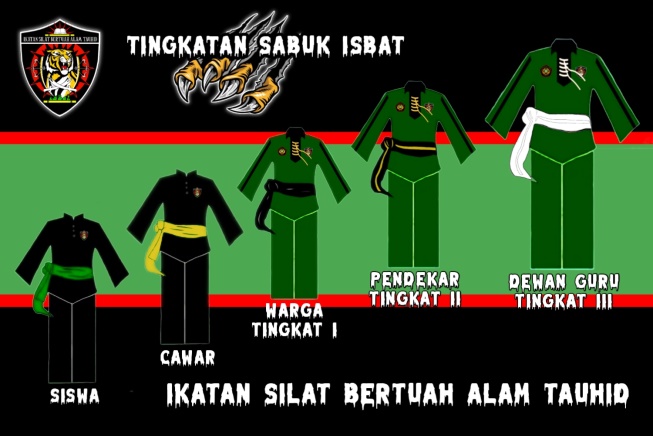 IKATAN SILAT BERTUAH ALAM TAUHID
TINGKATAN SABUK ISBAT
SISWA
CAWAR
WARGA
TINGKAT I
PENDEKAR
TINGKAT II
DEWAN GURU
TINGKAT III
IKATAN SILAT BERTUAH ALAM TAUHID